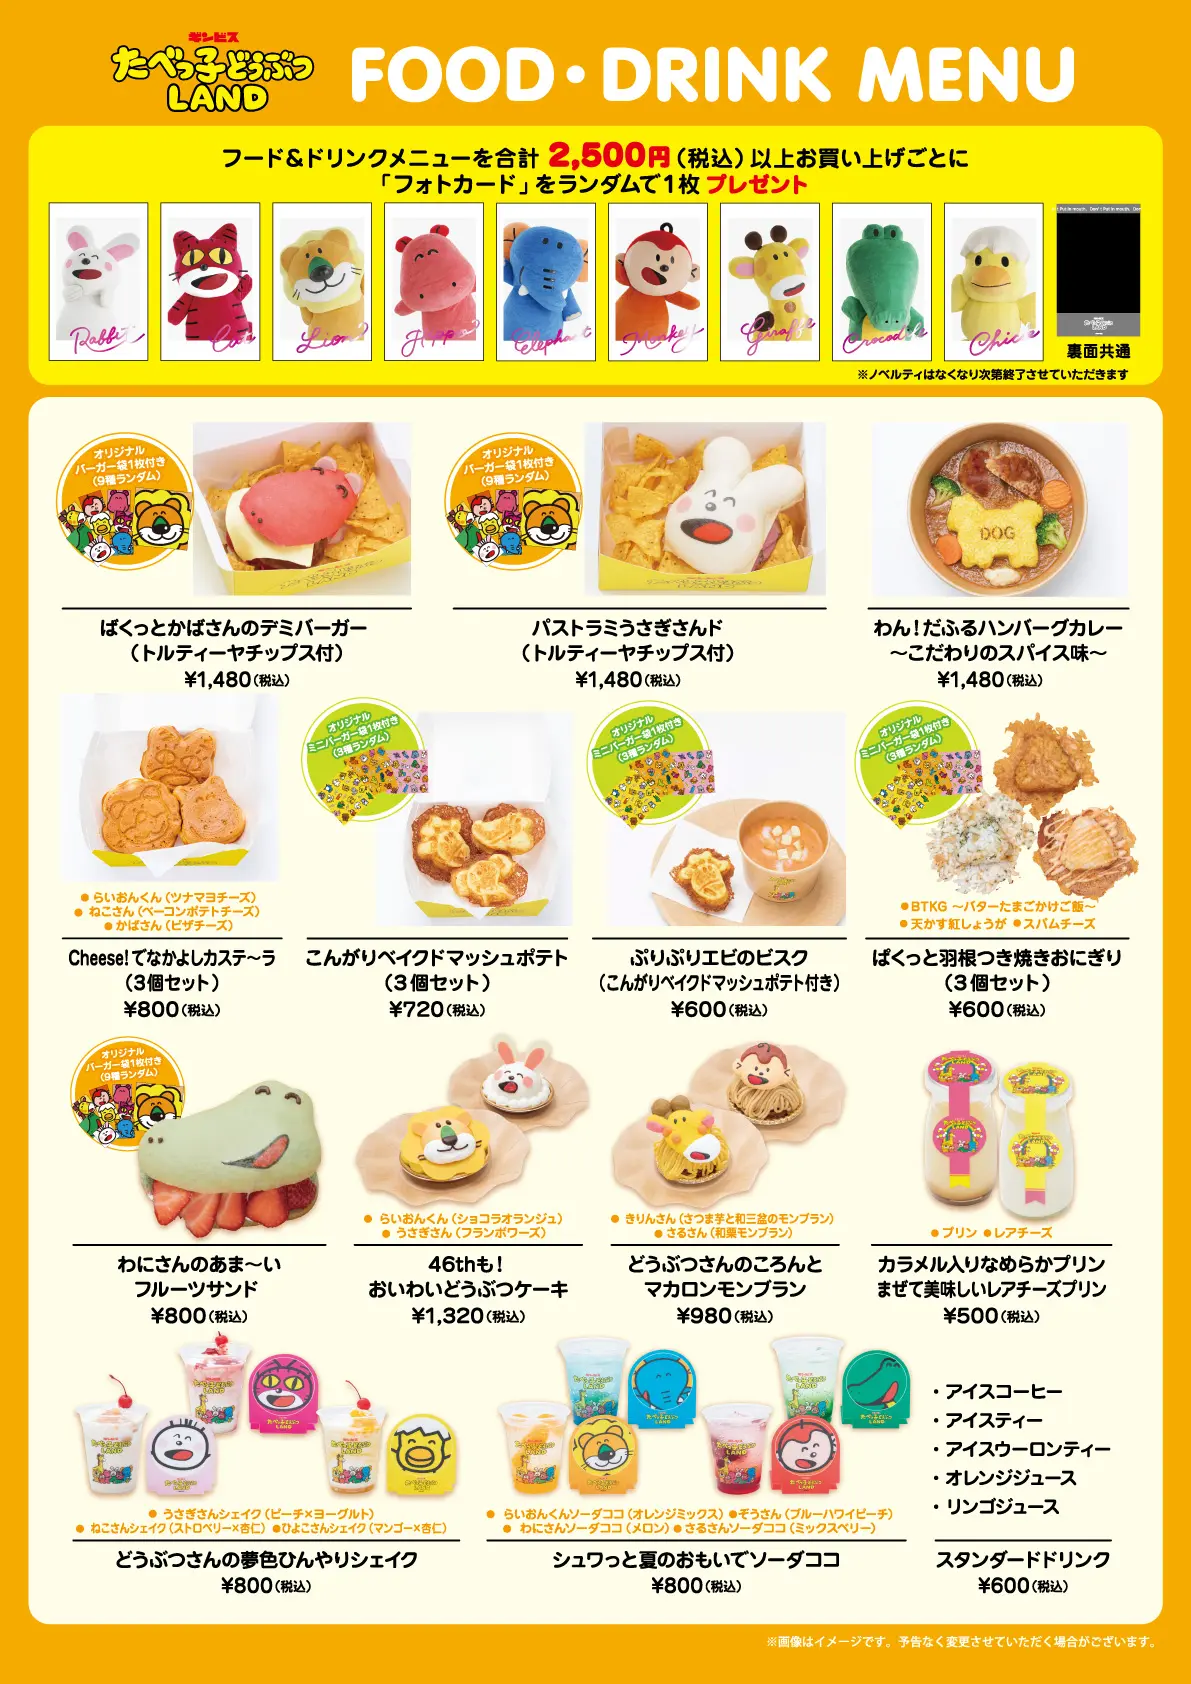 ギンビス
たべっ子どうぶつ
LAND
FOOD・DRINK MENU
フード&ドリンクメニューを合計 2,500円（税込）以上お買い上げごとに
「フォトカード」をランダムで1枚 プレゼント
Rabbit
Cat
Lion
Hippo
Elephant
Monkey
Giraffe
Crocodile
Chick
裏面共通
※ノベルティはなくなり次第終了させていただきます
オリジナル
バーガー袋1枚付き
（9種ランダム）
オリジナル
バーガー袋1枚付き
（9種ランダム）
DOG
ぱくっとかばさんのデミバーガー
（トルティーヤチップス付）
¥1,480（税込）
パストラミうさぎさんド
（トルティーヤチップス付）
¥1,480（税込）
わん！だふるハンバーグカレー
～こだわりのスパイス味～
¥1,480（税込）
● らいおんくん（ツナマヨチーズ）
● ねこさん（ベーコンポテトチーズ）
● かばさん（ピザチーズ）
Cheese!でなかよしカステ～ラ
（3個セット）
¥800（税込）
オリジナル
ミニバーガー袋1枚付き
（3種ランダム）
こんがりベイクドマッシュポテト
（３個セット）
¥720（税込）
オリジナル
ミニバーガー袋1枚付き
（3種ランダム）
ぷりぷりエビのビスク
（こんがりベイクドマッシュポテト付き）
¥600（税込）
オリジナル
ミニバーガー袋1枚付き
（3種ランダム）
●BTKG ～バターたまごかけご飯～
●天かす紅しょうが ●スパムチーズ
ぱくっと羽根つき焼きおにぎり
（３個セット）
¥600（税込）
オリジナル
バーガー袋1枚付き
（9種ランダム）
わにさんのあま～い
フルーツサンド
¥800（税込）
● らいおんくん（ショコラオランジュ）
● うさぎさん（フランボワーズ）
46thも！
おいわいどうぶつケーキ
¥1,320（税込）
● きりんさん（さつま芋と和三盆のモンブラン）
● さるさん（和栗モンブラン）
どうぶつさんのころんと
マカロンモンブラン
¥980（税込）
●プリン ●レアチーズ
カラメル入りなめらかプリン
まぜて美味しいレアチーズプリン
¥500（税込）
● うさぎさんシェイク（ピーチ×ヨーグルト）
● ねこさんシェイク（ストロベリー×杏仁） ●ひよこさんシェイク（マンゴー×杏仁）
どうぶつさんの夢色ひんやりシェイク
¥800（税込）
● らいおんくんソーダココ（オレンジミックス） ●ぞうさん（ブルーハワイピーチ）
● わにさんソーダココ（メロン） ●さるさんソーダココ（ミックスベリー）
シュワっと夏のおもいでソーダココ
¥800（税込）
・アイスコーヒー
・アイスティー
・アイスウーロンティー
・オレンジジュース
・リンゴジュース
スタンダードドリンク
¥600（税込）
※画像はイメージです。予告なく変更させていただく場合がございます。